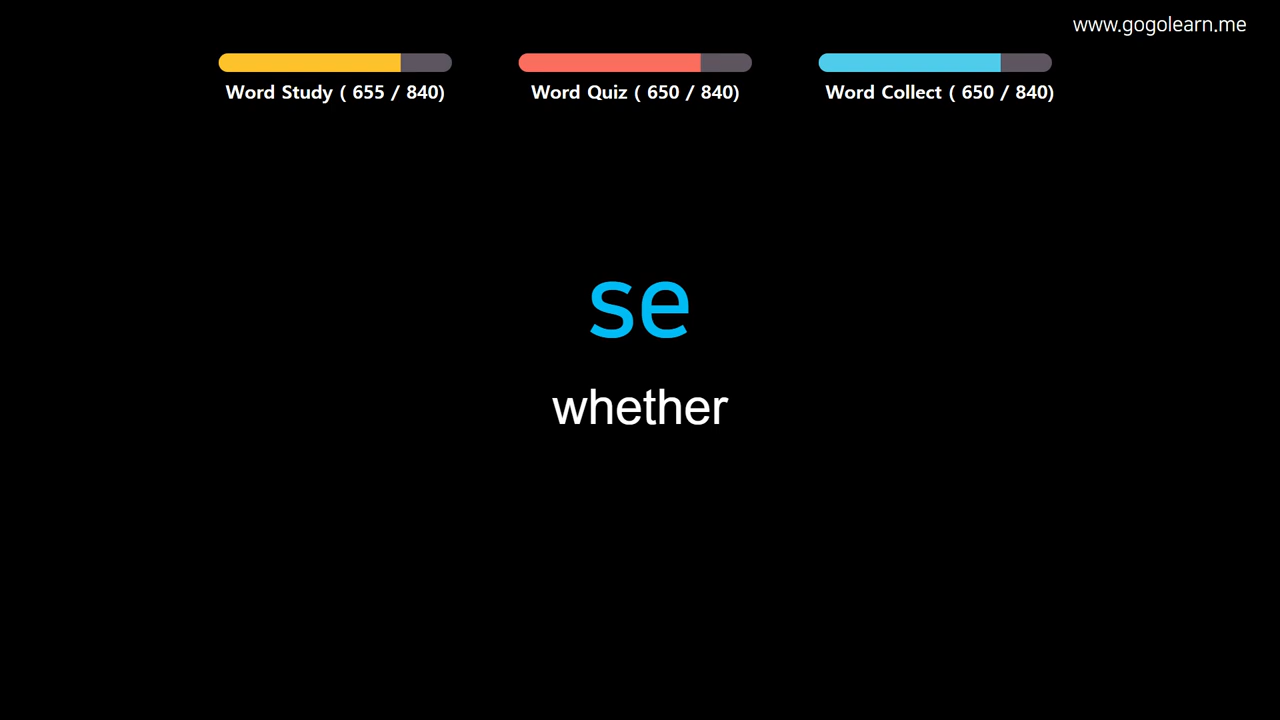 www.gogolearn.me
Word Study ( 655 / 840)
Word Quiz ( 650 / 840)
Word Collect ( 650 / 840)
se
whether